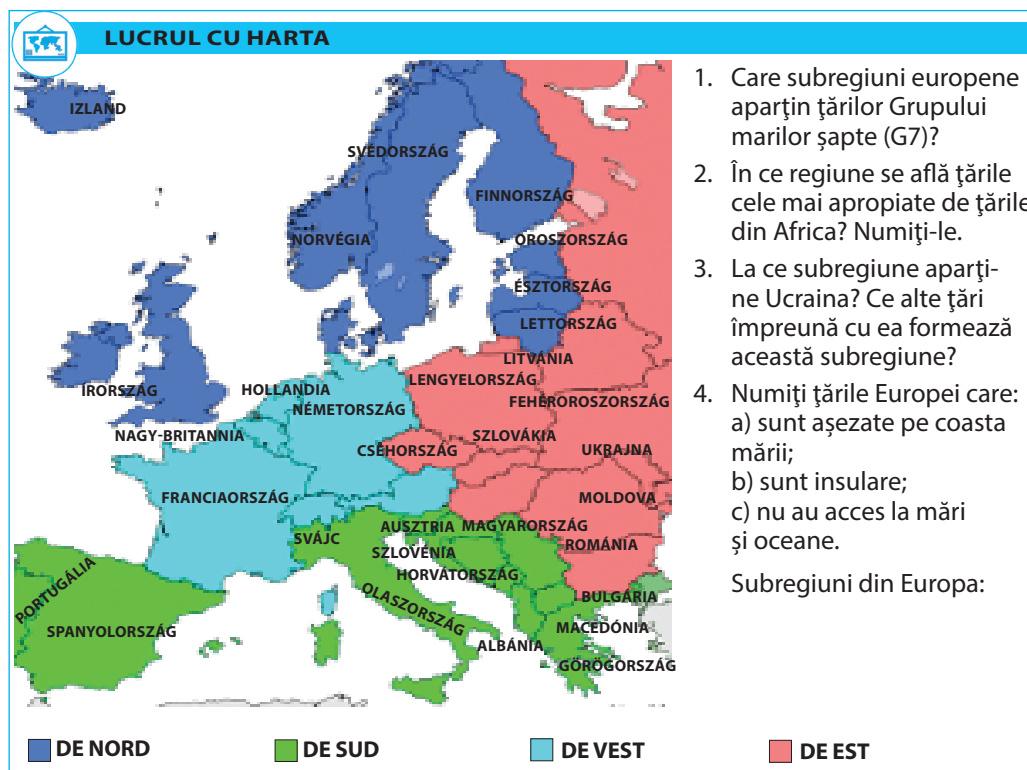 LUCRUL CU HARTA
IZLAND
SVÉDORSZÁG
FINNORSZÁG
NORVÉGIA
OROSZORSZÁG
ÉSZTORSZÁG
LETTORSZÁG
LITVÁNIA
ÍRORSZÁG
HOLLANDIA
LENGYELORSZÁG
NÉMETORSZÁG
FEHÉROROSZORSZÁG
NAGY-BRITANNIA
SZLOVÁKIA
CSEHORSZÁG
UKRAJNA
FRANCIAORSZÁG
MOLDOVA
AUSZTRIA
MAGYARORSZÁG
SVÁJC
ROMÁNIA
SZLOVÉNIA
HORVÁTORSZÁG
PORTUGÁLIA
OLASZORSZÁG
BULGÁRIA
SPANYOLORSZÁG
MACEDÓNIA
ALBÁNIA
GÖRÖGORSZÁG
1. Care subregiuni europene
aparţin ţărilor Grupului
marilor şapte (G7)?
2. În ce regiune se află ţările
cele mai apropiate de ţările
din Africa? Numiţi-le.
3. La ce subregiune aparţi-
ne Ucraina? Ce alte ţări
împreună cu ea formează
această subregiune?
4. Numiţi ţările Europei care:
a) sunt aşezate pe coasta
mării;
b) sunt insulare;
c) nu au acces la mări
şi oceane.
Subregiuni din Europa:
DE NORD
DE SUD
DE VEST
DE EST